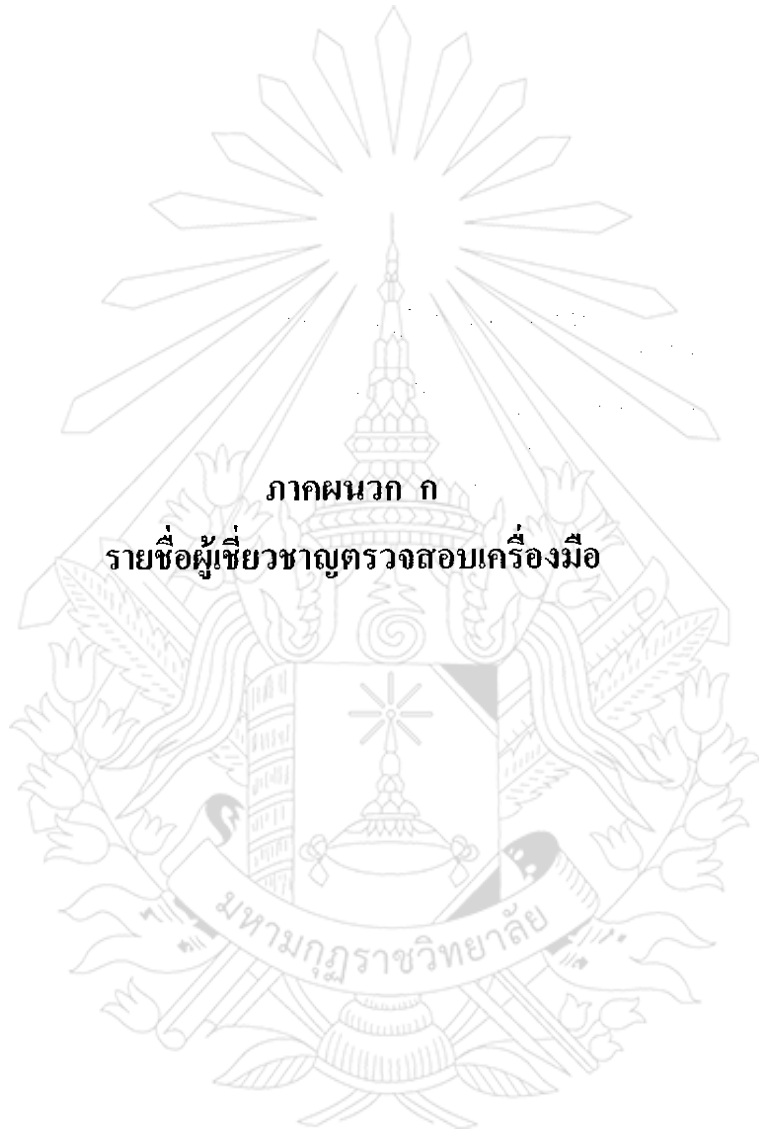 ภาคผนวก ก
รายชื่อผู้เชี่ยวชาญตรวจสอบเครื่องมือ
มหามกุฏราชวิทยาลัย